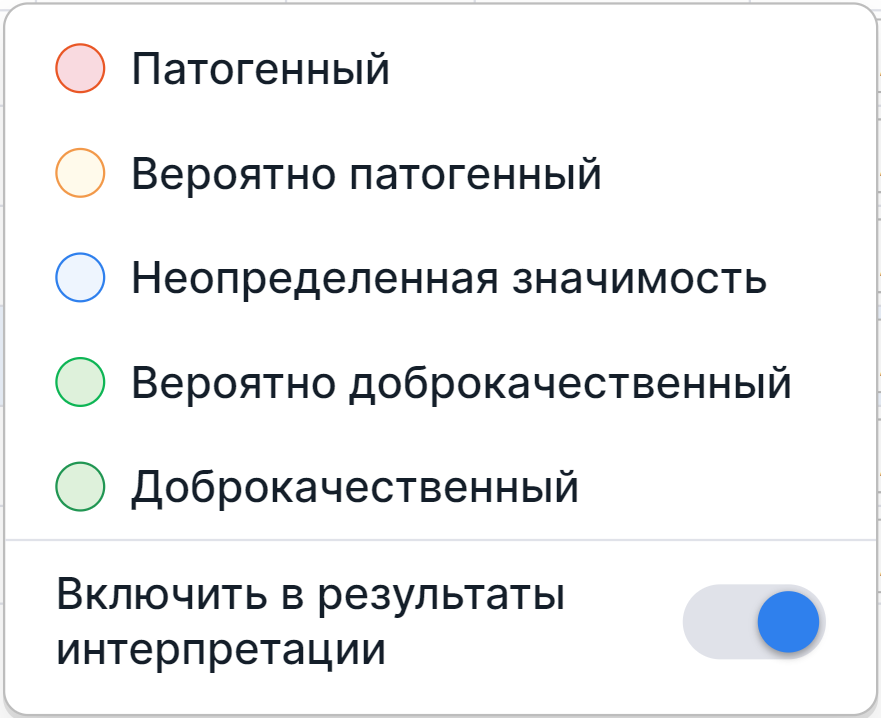 Патогенный
Вероятно патогенный
Неопределенная значимость
Вероятно доброкачественный
Доброкачественный
Включить в результаты
интерпретации